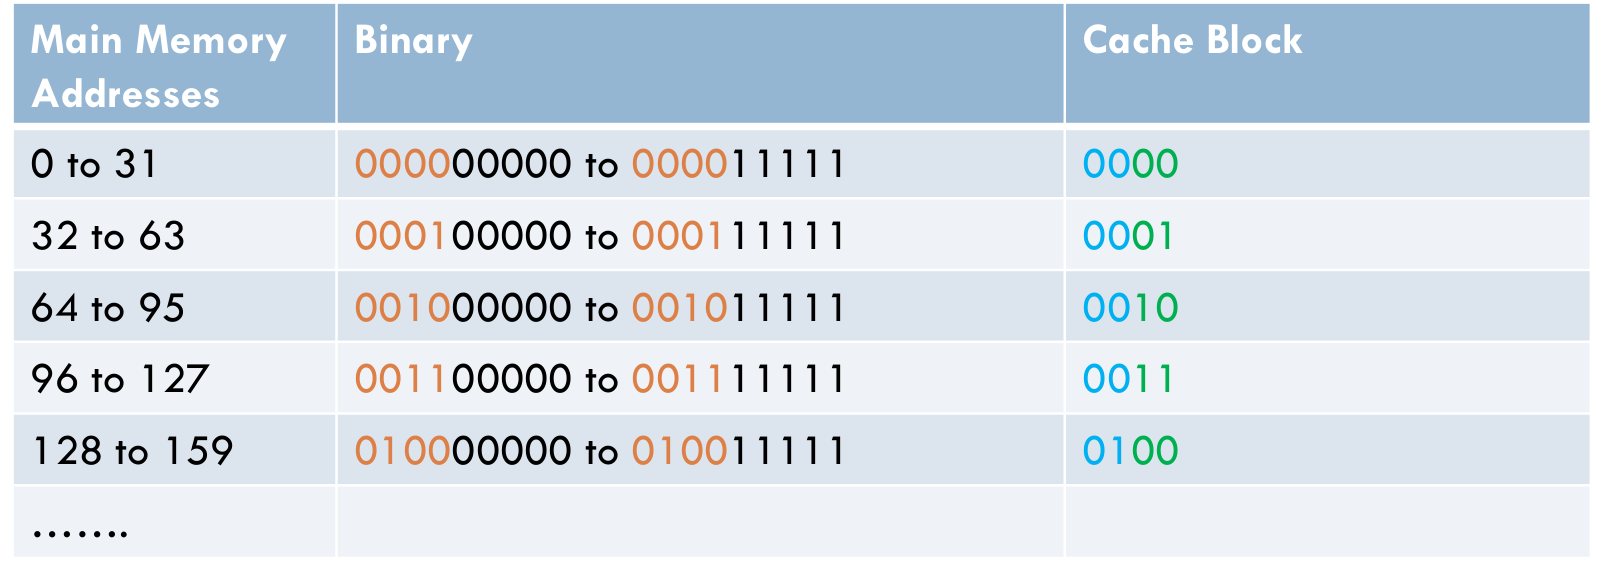 Main Memory Addresses Binary Cache Block
0 to 31 000000000 to 000011111 0000
32 to 63 000100000 to 000111111 0001
64 to 95 001000000 to 001011111 0010
96 to 127 001100000 to 001111111 0011
128 to 159 010000000 to 010011111 0100
.......